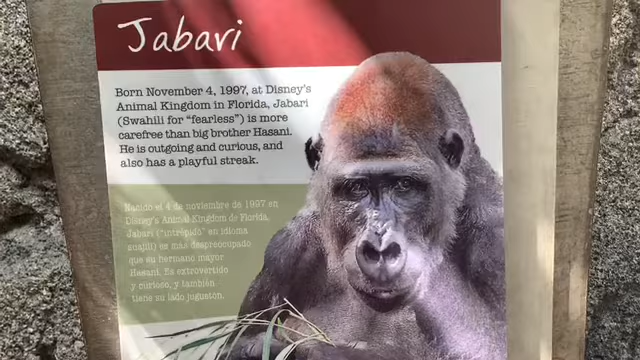 Jabari
Born November 4, 1997, at Disney's
Animal Kingdom in Florida, Jabari
(Swahili for "fearless") is more
carefree than big brother Hasani.
He is outgoing and curious, and
also has a playful streak.
Nacido el 4 de noviembre de 1997 en
Disney's Animal Kingdom de Florida,
Jabari ("intrépido" en idioma
suajili) es más despreocupado
que su hermano mayor
Hasani. Es extrovertido
y curioso, y también
tiene su lado juguetón.